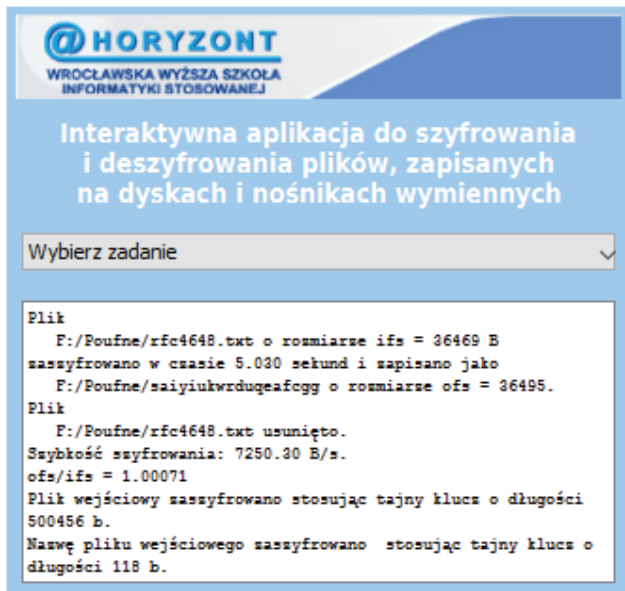 @ HORYZONT
WROCŁAWSKA WYŻSZA SZKOŁA
INFORMATYKI STOSOWANEJ
Interaktywna aplikacja do szyfrowania
i deszyfrowania plików, zapisanych
na dyskach i nośnikach wymiennych
Wybierz zadanie
Plik
F:/Poufne/rfc4648.txt o rozmiarze ifs = 36469 B
zaszyfrowano w czasie 5.030 sekund i zapisano jako
F:/Poufne/saiyiukwrduqeafcgg o rozmiarze ofs = 36495.
Plik
F:/Poufne/rfc4648.txt usunięto.
Szybkość szyfrowania: 7250.30 B/s.
ofs/ifs = 1.00071
Plik wejściowy zaszyfrowano stosując tajny klucz o długości
500456 b.
Nazwę pliku wejściowego zaszyfrowano stosując tajny klucz o
długości 118 b.